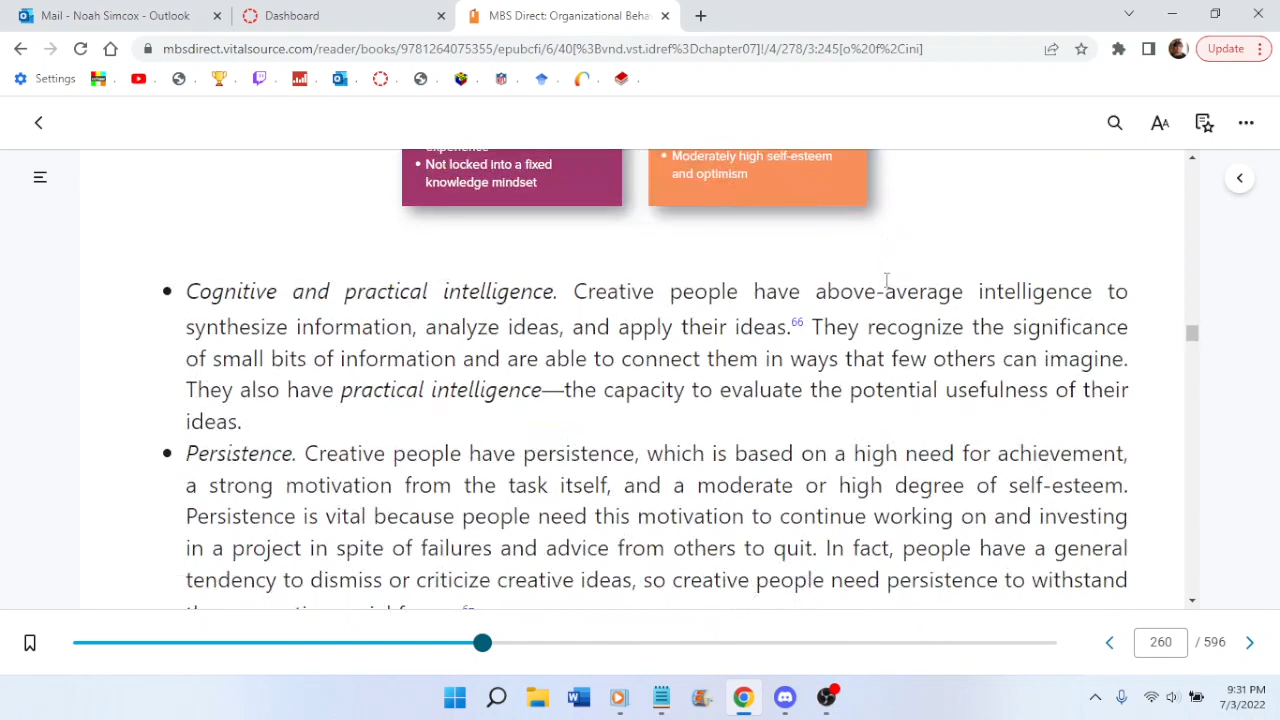 Mail - Noah Simcox - Outlook
Dashboard
MBS Direct: Organizational Beha
mbsdirect.vitalsource.com/reader/books/9781264075355/epubcfi/6/40[%3Bvnd.vst.idref%3Dchapter07]!/4/278/3:245[o%20f%2Cini]
Update
Settings
AA
experience
• Not locked into a fixed
knowledge mindset
• Moderately high self-esteem
and optimism
• Cognitive and practical intelligence. Creative people have above-average intelligence to
synthesize information, analyze ideas, and apply their ideas.66 They recognize the significance
of small bits of information and are able to connect them in ways that few others can imagine.
They also have practical intelligence—the capacity to evaluate the potential usefulness of their
ideas.
• Persistence. Creative people have persistence, which is based on a high need for achievement,
a strong motivation from the task itself, and a moderate or high degree of self-esteem.
Persistence is vital because people need this motivation to continue working on and investing
in a project in spite of failures and advice from others to quit. In fact, people have a general
tendency to dismiss or criticize creative ideas, so creative people need persistence to withstand
260 / 596
9:31 PM
7/3/2022